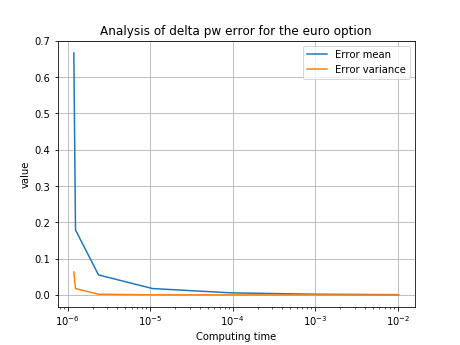 Analysis of delta pw error for the euro option
Error mean
Error variance
value
0.7
0.6
0.5
0.4
0.3
0.2
0.1
0.0
10⁻⁶ 10⁻⁵ 10⁻⁴ 10⁻³ 10⁻²
Computing time